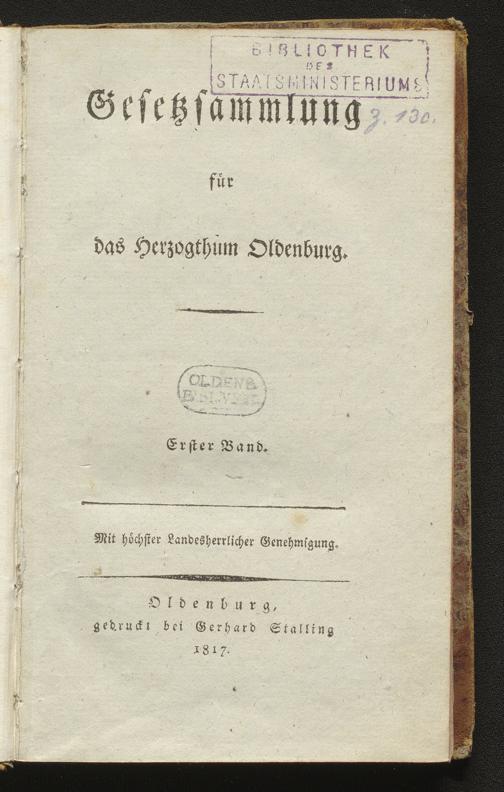 BIBLIOTHEK
DES
STAATSMINISTERIUMS
Gesetzsammlung
für
das Herzogthum Oldenburg.
OLDENB
Erster Band.
Mit höchster Landesherrlicher Genehmigung.
Oldenburg,
gedruckt bei Gerhard Stalling
1817.